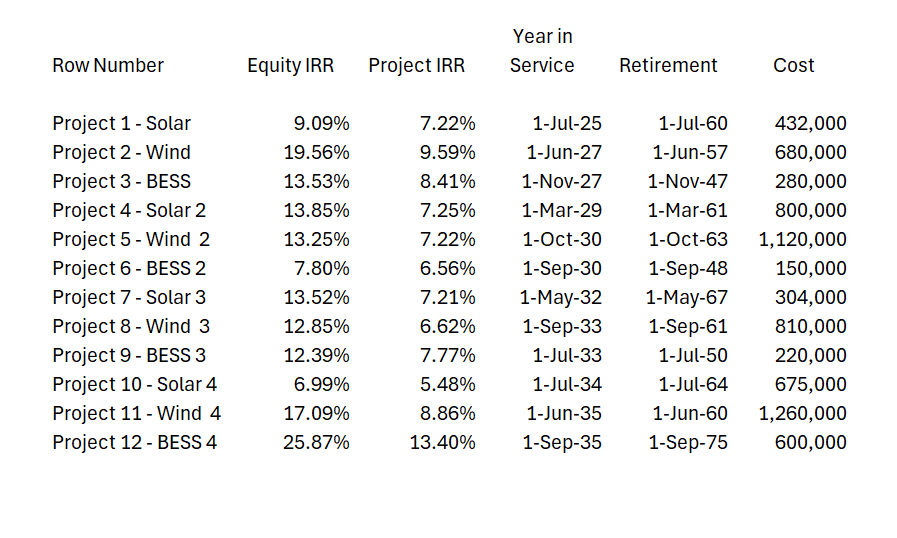 Year in
Row Number Equity IRR Project IRR Service Retirement Cost
Project 1 - Solar 9.09% 7.22% 1-Jul-25 1-Jul-60 432,000
Project 2 - Wind 19.56% 9.59% 1-Jun-27 1-Jun-57 680,000
Project 3 - BESS 13.53% 8.41% 1-Nov-27 1-Nov-47 280,000
Project 4 - Solar 2 13.85% 7.25% 1-Mar-29 1-Mar-61 800,000
Project 5 - Wind  2 13.25% 7.22% 1-Oct-30 1-Oct-63 1,120,000
Project 6 - BESS 2 7.80% 6.56% 1-Sep-30 1-Sep-48 150,000
Project 7 - Solar 3 13.52% 7.21% 1-May-32 1-May-67 304,000
Project 8 - Wind  3 12.85% 6.62% 1-Sep-33 1-Sep-61 810,000
Project 9 - BESS 3 12.39% 7.77% 1-Jul-33 1-Jul-50 220,000
Project 10 - Solar 4 6.99% 5.48% 1-Jul-34 1-Jul-64 675,000
Project 11 - Wind  4 17.09% 8.86% 1-Jun-35 1-Jun-60 1,260,000
Project 12 - BESS 4 25.87% 13.40% 1-Sep-35 1-Sep-75 600,000